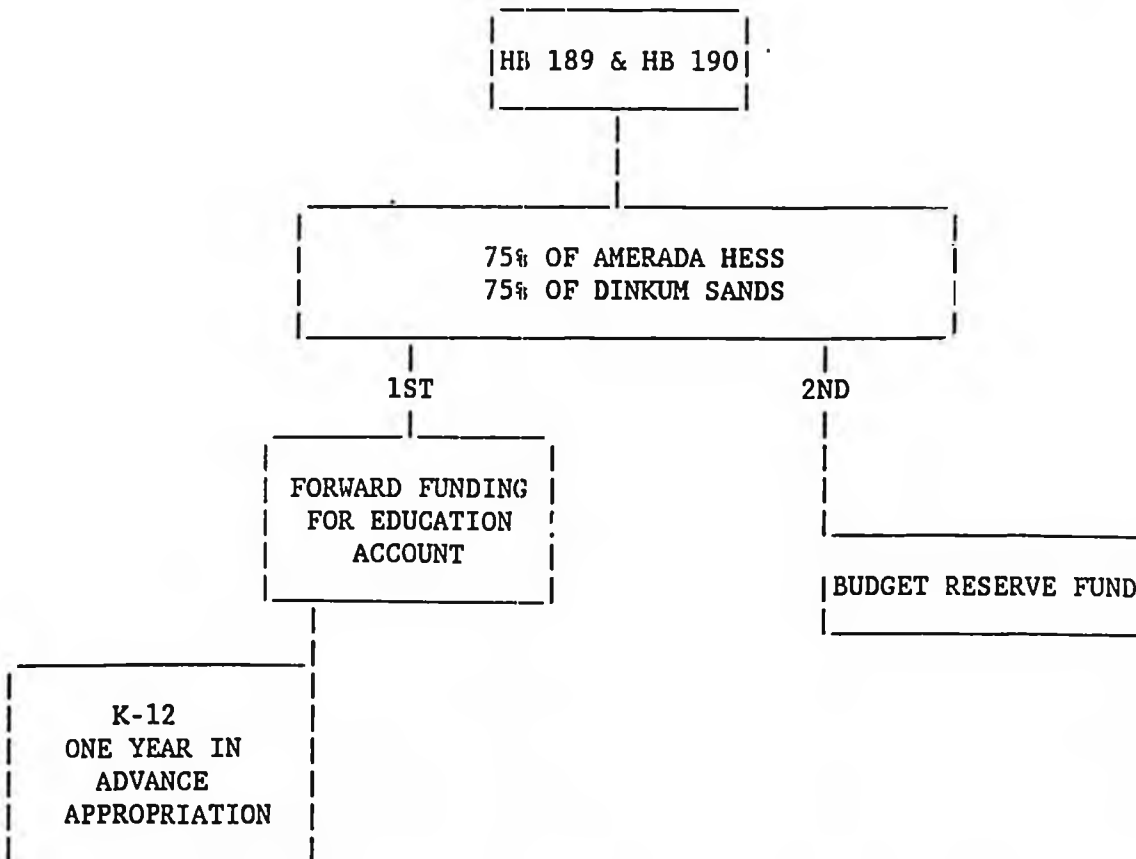 HB 189 & HB 190
75% OF AMERADA HESS
75% OF DINKUM SANDS
1ST
2ND
FORWARD FUNDING
FOR EDUCATION
ACCOUNT
BUDGET RESERVE FUND
K-12
ONE YEAR IN
ADVANCE
APPROPRIATION